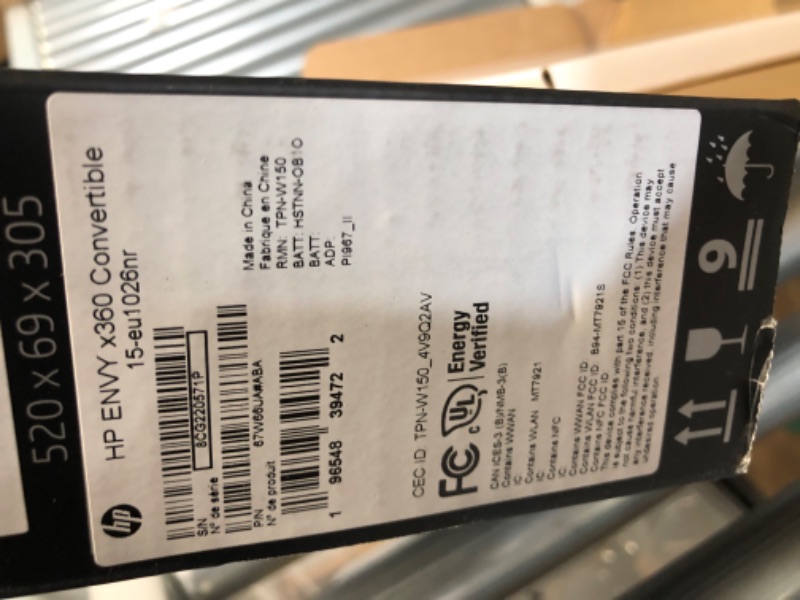 520 x 69 x 305
hp
HP ENVY x360 Convertible
15-eu1026nr
S/N
Nº de série
8CG220571P
P/N
Nº de produit
67W66UA#ABA
1 96548 39472 2
Made in China
Fabriqué en Chine
RMN: TPN-W150
BATT: HSTNN-OB1O
BATT:
ADP:
PI967_II
CEC ID TPN-W150_4V9Q2AV
FC c UL Energy
Verified
CAN ICES-3 (B)/NMB-3(B)
Contains WWAN
IC:
Contains WLAN MT7921
IC:
Contains NFC
IC:
Contains WWAN FCC ID:
Contains WLAN FCC ID: B94-MT7921S
Contains NFC FCC ID:
This device complies with part 15 of the FCC Rules. Operation
is subject to the following two conditions: (1) This device may
not cause harmful interference, and (2) this device must accept
any interference received, including interference that may cause
undesired operation.
9